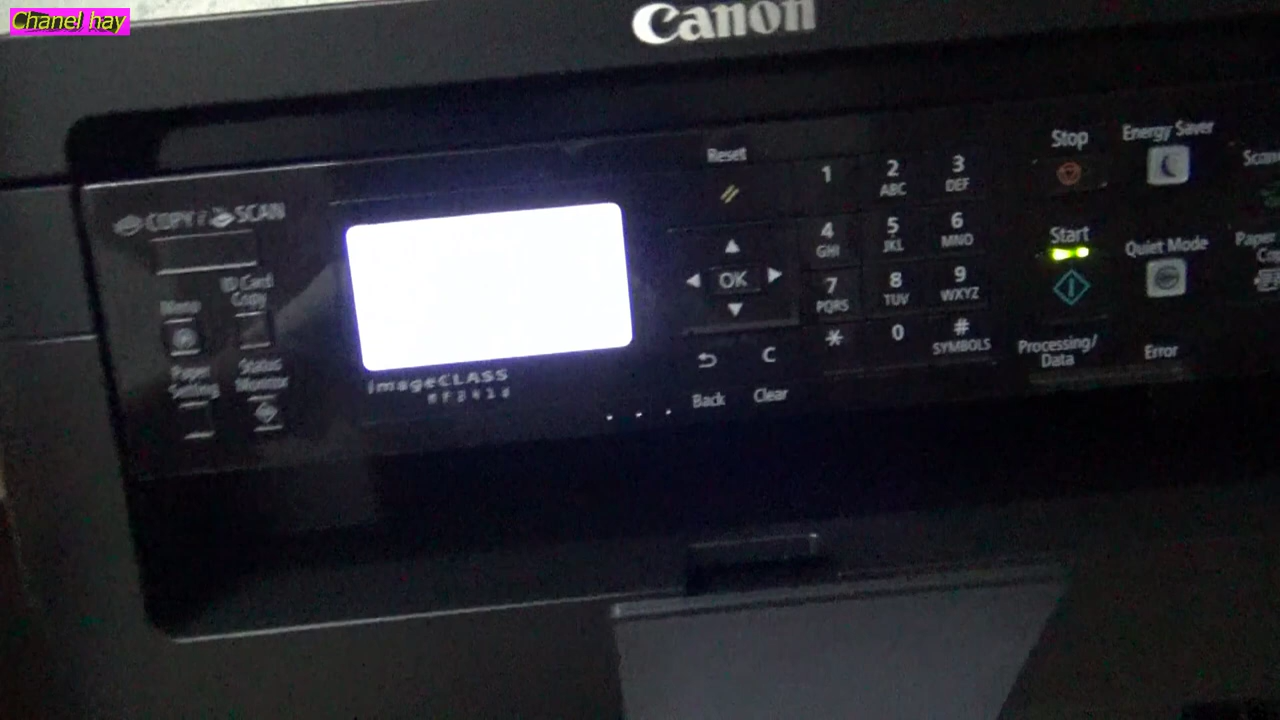 Chanel hay
Canon
COPY / SCAN
ID Card
Copy
Menu
Paper
Setting
Status
Monitor
imageCLASS
Reset
OK
Back
C
Clear
1
2
ABC
3
DEF
4
GHI
5
JKL
6
MNO
7
PQRS
8
TUV
9
WXYZ
*
0
#
SYMBOLS
Stop
Start
Processing/
Data
Energy Saver
Quiet Mode
Error
Paper